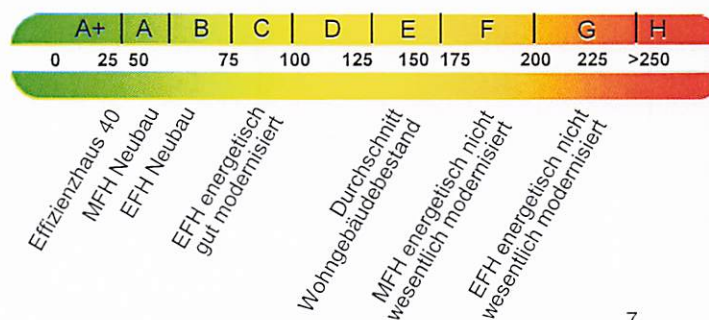 A+ A B C D E F G H
0 25 50 75 100 125 150 175 200 225 >250
Effizienzhaus 40
MFH Neubau
EFH Neubau
EFH energetisch
gut modernisiert
Durchschnitt
Wohngebäudebestand
MFH energetisch nicht
wesentlich modernisiert
EFH energetisch nicht
wesentlich modernisiert
7